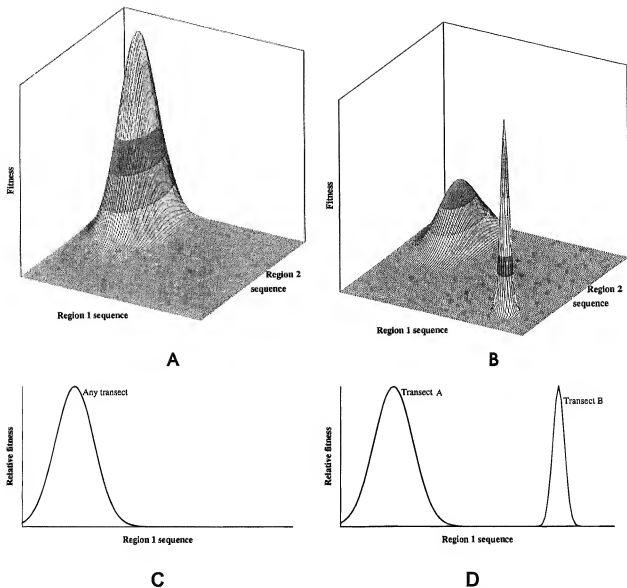 Fitness
Region 2
sequence
Region 1 sequence
A
Fitness
Region 2
sequence
Region 1 sequence
B
Relative fitness
Any transect
Region 1 sequence
C
Relative fitness
Transect A
Transect B
Region 1 sequence
D